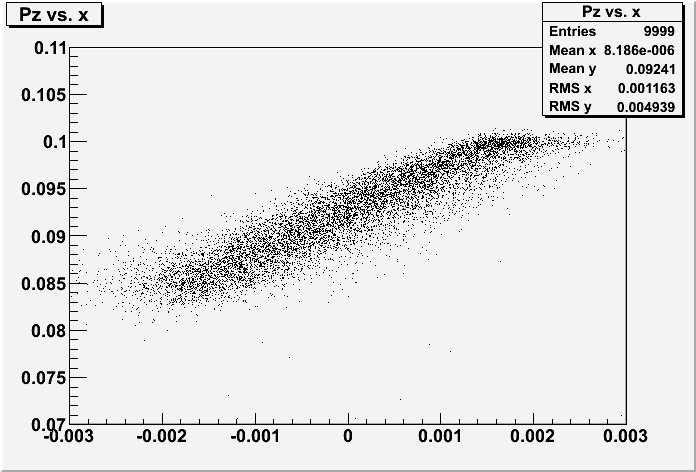 Pz vs. x
Pz vs. x
Entries 9999
Mean x 8.186e-006
Mean y 0.09241
RMS x 0.001163
RMS y 0.004939
0.11
0.105
0.1
0.095
0.09
0.085
0.08
0.075
0.07
-0.003 -0.002 -0.001 0 0.001 0.002 0.003